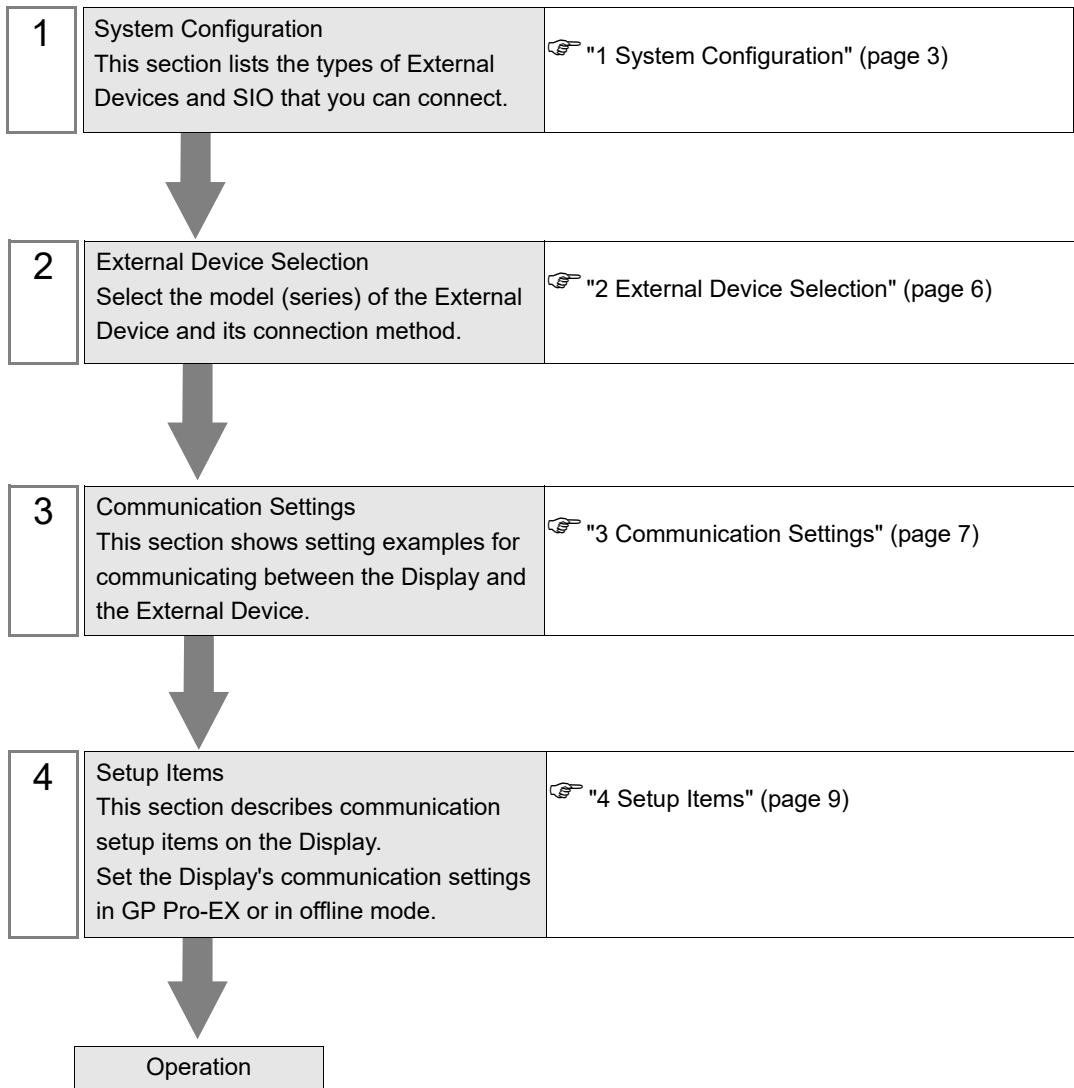 1
System Configuration
This section lists the types of External
Devices and SIO that you can connect.
"1 System Configuration" (page 3)
2
External Device Selection
Select the model (series) of the External
Device and its connection method.
"2 External Device Selection" (page 6)
3
Communication Settings
This section shows setting examples for
communicating between the Display and
the External Device.
"3 Communication Settings" (page 7)
4
Setup Items
This section describes communication
setup items on the Display.
Set the Display's communication settings
in GP Pro-EX or in offline mode.
"4 Setup Items" (page 9)
Operation